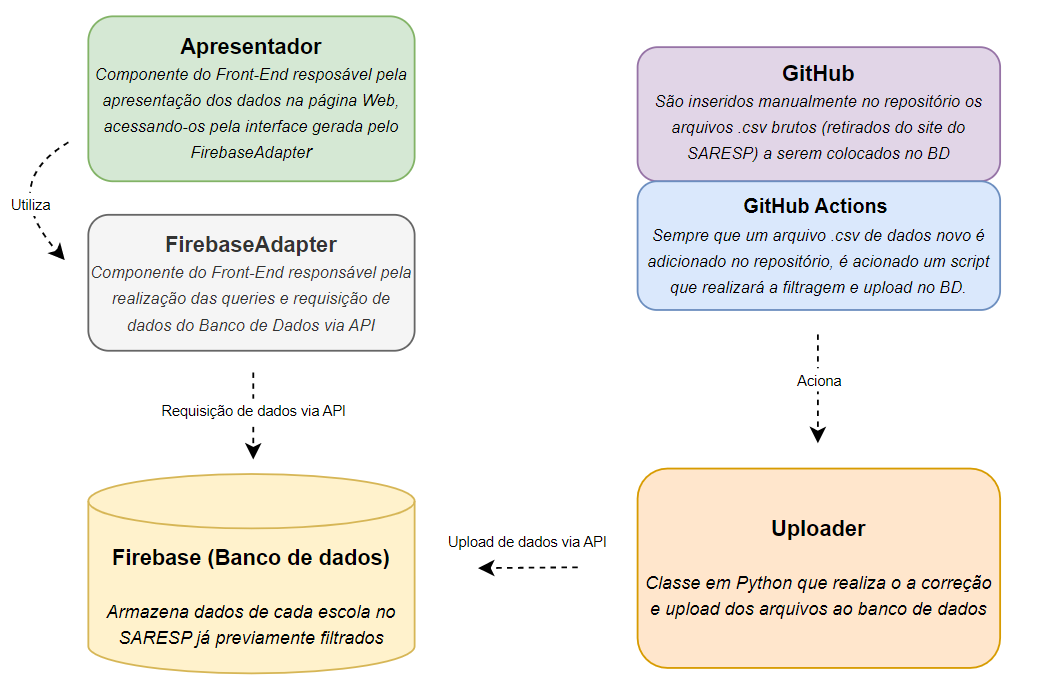 Apresentador
Componente do Front-End resposável pela
apresentação dos dados na página Web,
acessando-os pela interface gerada pelo
FirebaseAdapter
Utiliza
FirebaseAdapter
Componente do Front-End responsável pela
realização das queries e requisição de
dados do Banco de Dados via API
Requisição de dados via API
Firebase (Banco de dados)
Armazena dados de cada escola no
SARESP já previamente filtrados
GitHub
São inseridos manualmente no repositório os
arquivos .csv brutos (retirados do site do
SARESP) a serem colocados no BD
GitHub Actions
Sempre que um arquivo .csv de dados novo é
adicionado no repositório, é acionado um script
que realizará a filtragem e upload no BD.
Aciona
Uploader
Classe em Python que realiza o a correção
e upload dos arquivos ao banco de dados
Upload de dados via API